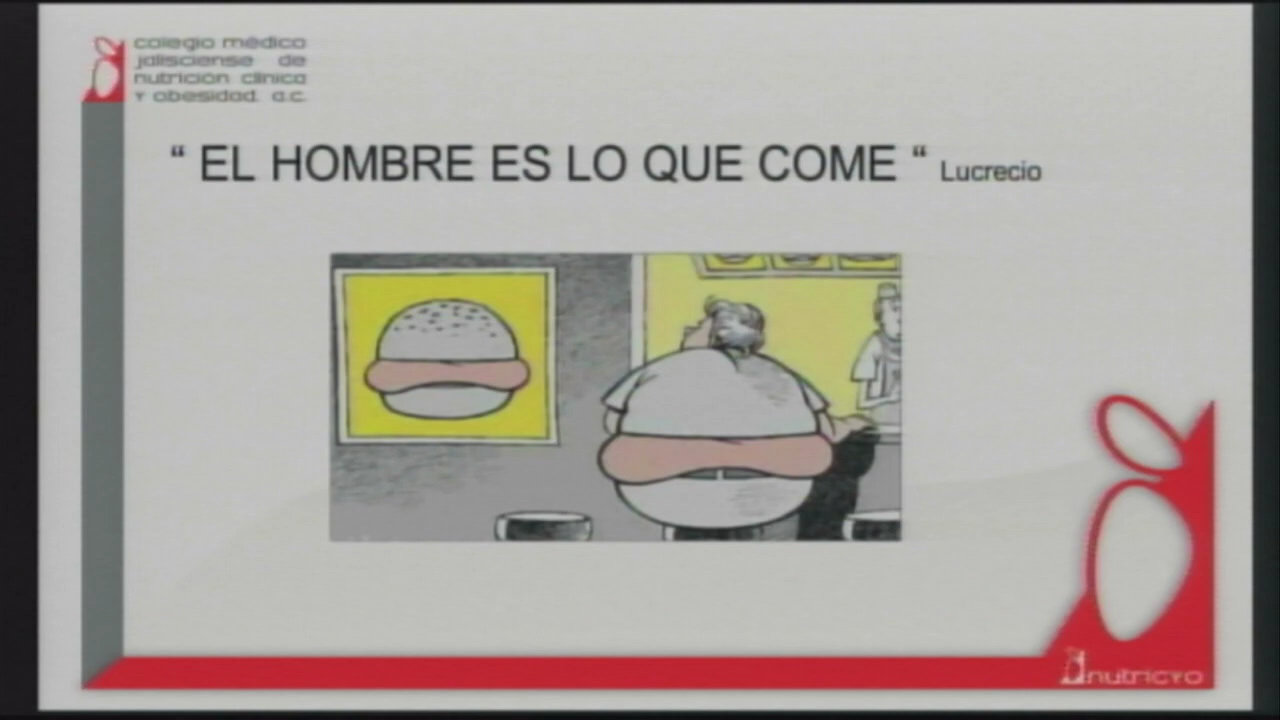 colegio médico
jalisciense de
nutrición clínica
y obesidad a.c.
“ EL HOMBRE ES LO QUE COME “ Lucrecio
nutricyo